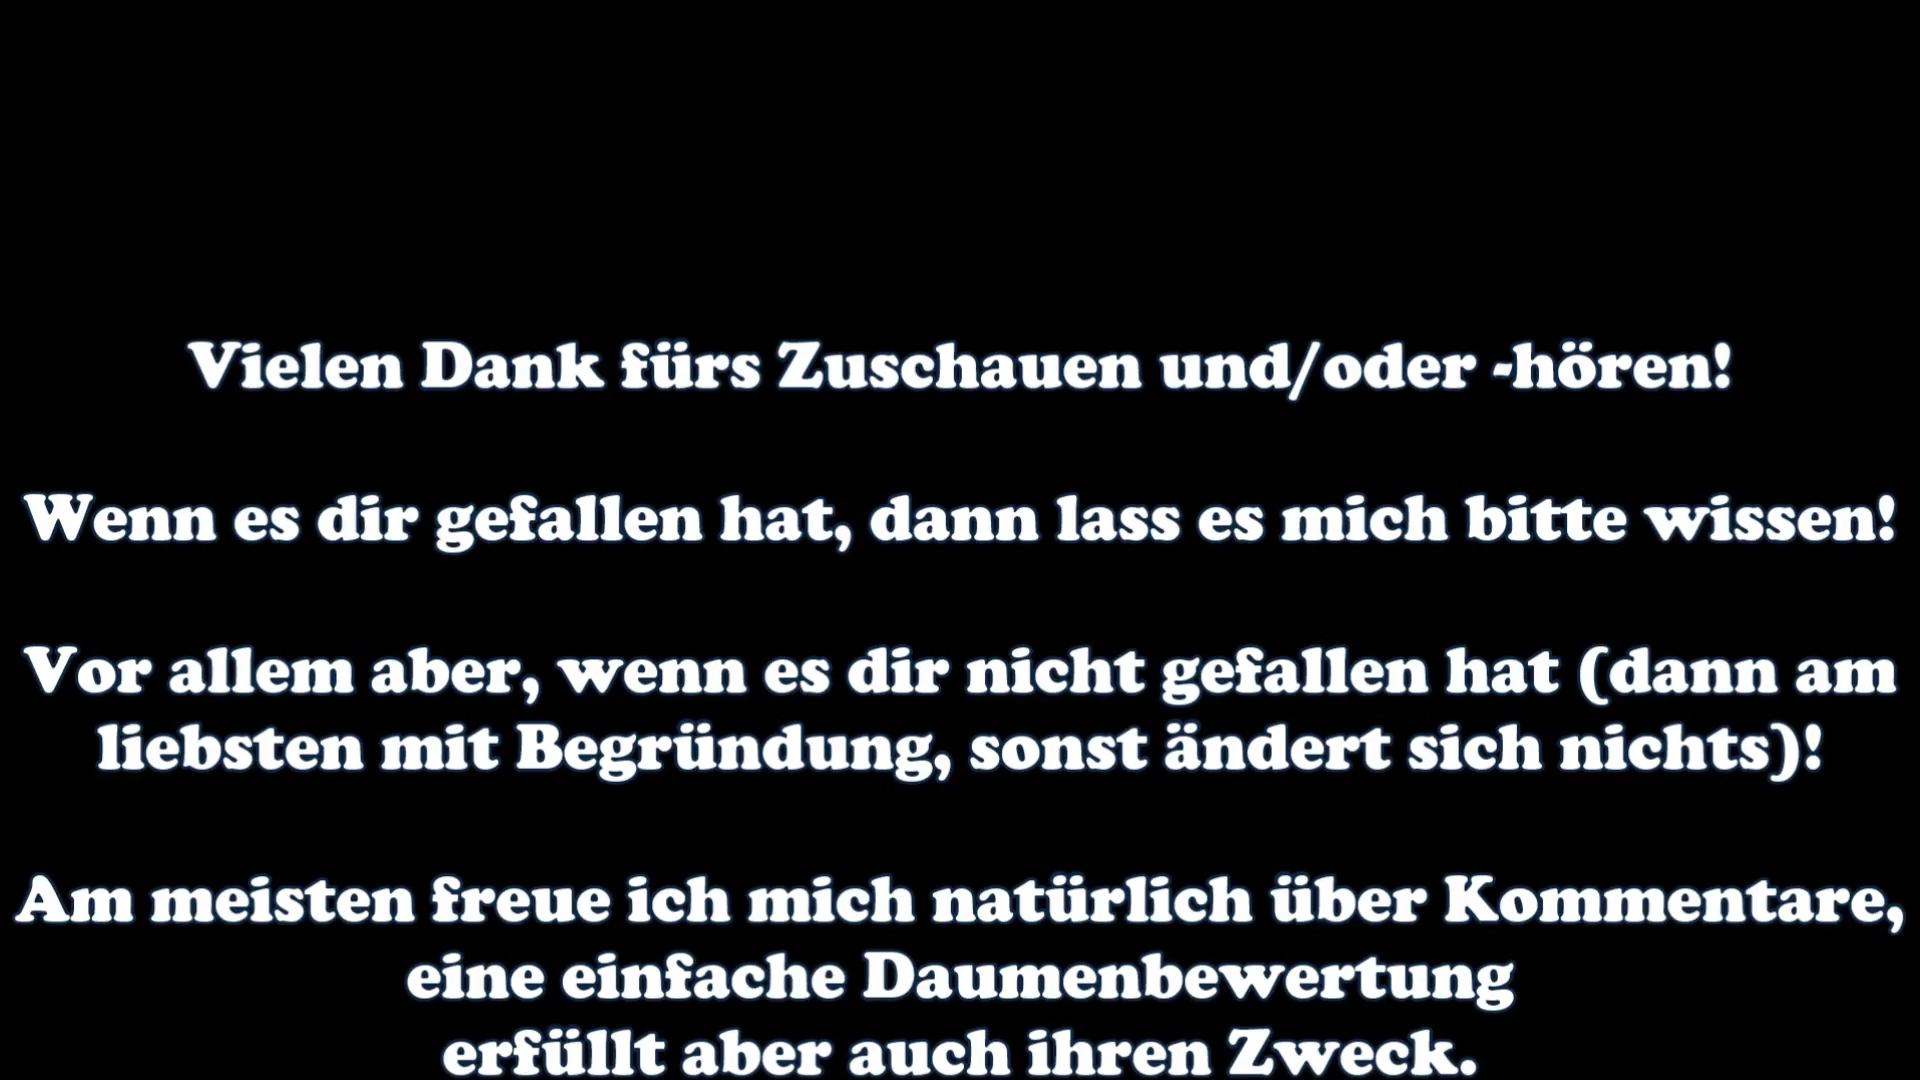 Vielen Dank fürs Zuschauen und/oder -hören!
Wenn es dir gefallen hat, dann lass es mich bitte wissen!
Vor allem aber, wenn es dir nicht gefallen hat (dann am
liebsten mit Begründung, sonst ändert sich nichts)!
Am meisten freue ich mich natürlich über Kommentare,
eine einfache Daumenbewertung
erfüllt aber auch ihren Zweck.